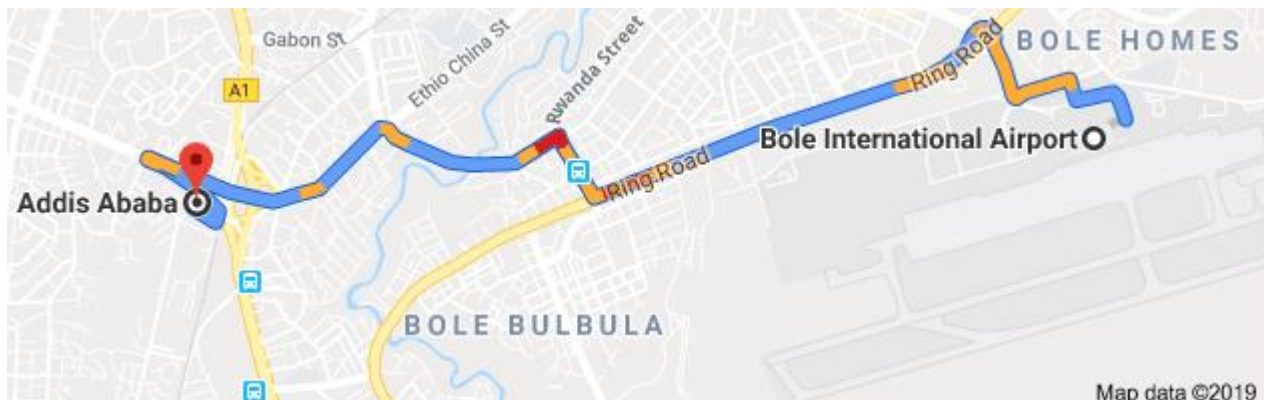 Gabon St
Ethio China St
A1
Rwanda Street
Ring Road
BOLE HOMES
Bole International Airport
Ring Road
Addis Ababa
BOLE BULBULA
Map data ©2019